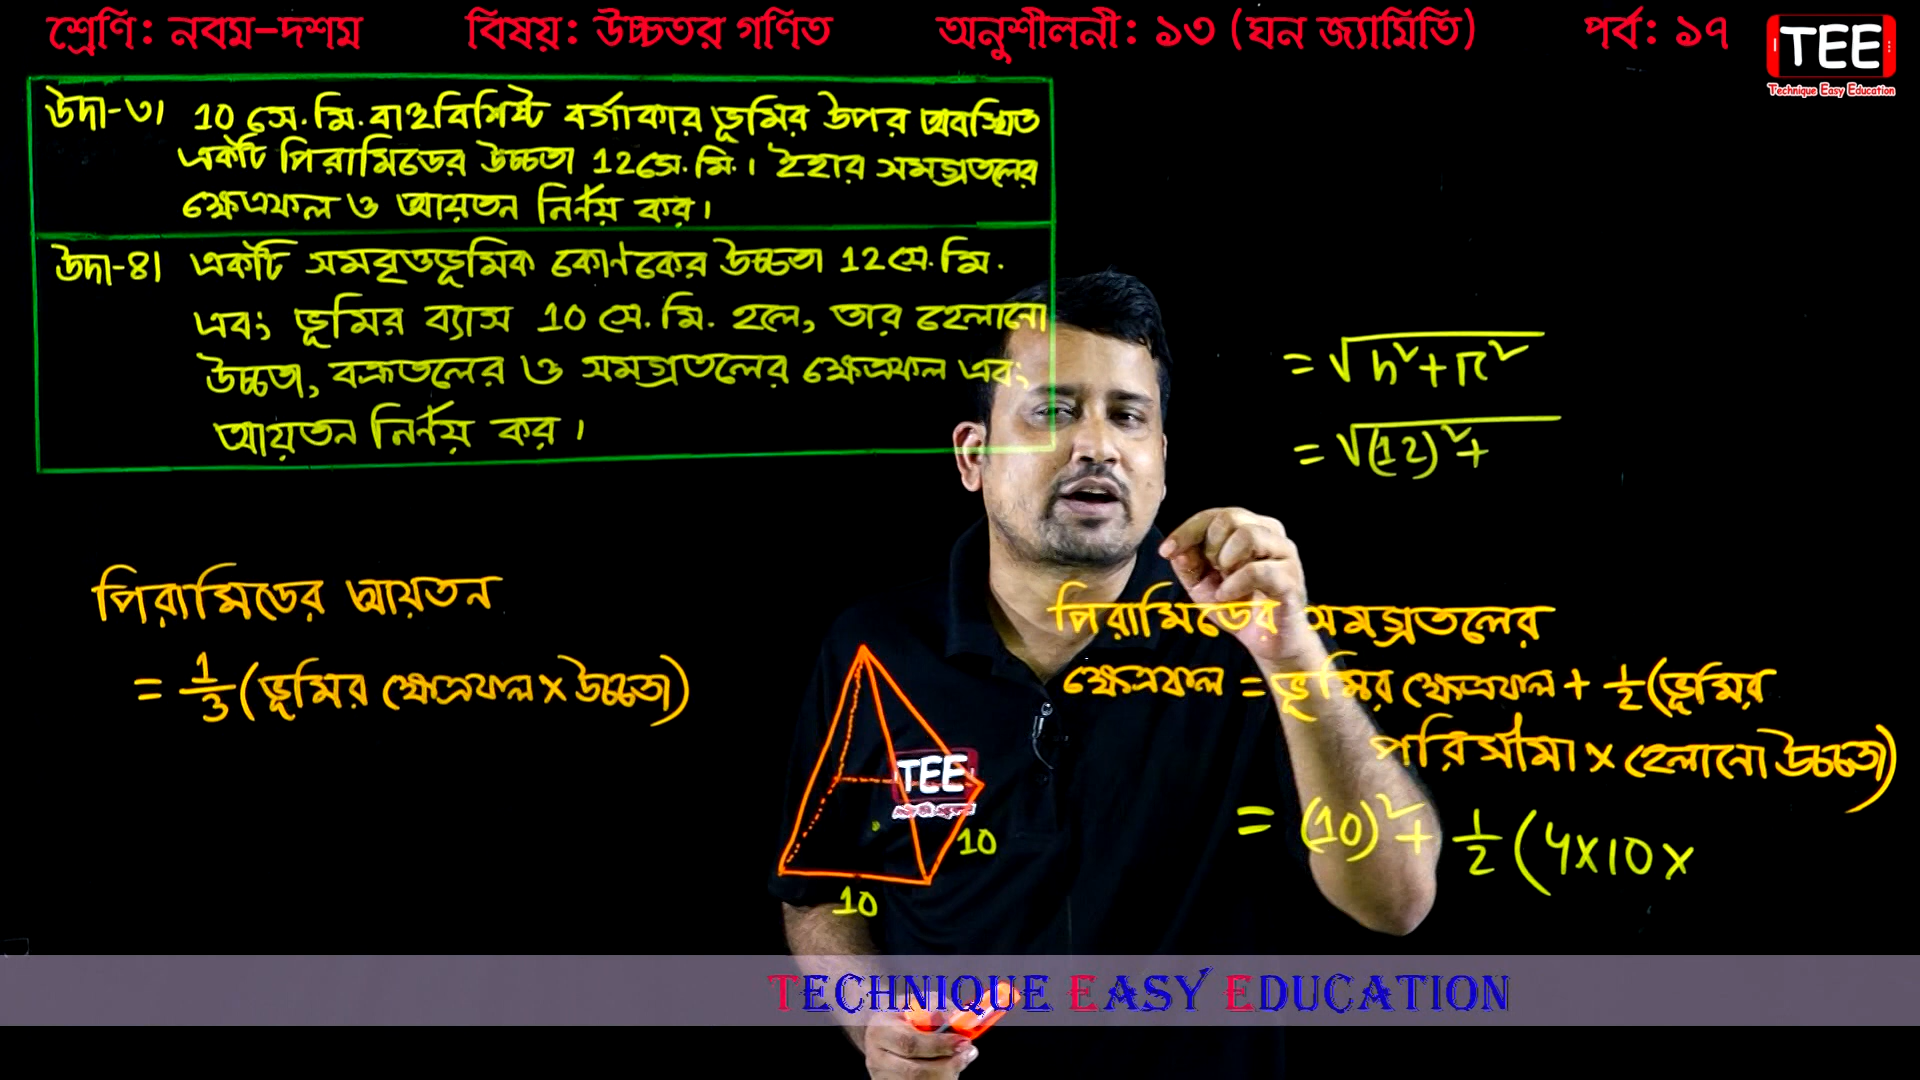 শ্রেণি: নবম-দশম বিষয়: উচ্চতর গণিত অনুশীলনী: ১৩ (ঘন জ্যামিতি) পর্ব: ১৭
TEE
Technique Easy Education
উদা-৩। 10 সে.মি. বাহুবিশিষ্ট বর্গাকার ভূমির উপর অবস্থিত
একটি পিরামিডের উচ্চতা 12 সে.মি.। ইহার সমগ্রতলের
ক্ষেত্রফল ও আয়তন নির্ণয় কর।
উদা-৪। একটি সমবৃত্তভূমিক কোণকের উচ্চতা 12 সে.মি.
এবং ভূমির ব্যাস 10 সে.মি. হলে, তার হেলানো
উচ্চতা, বক্রতলের ও সমগ্রতলের ক্ষেত্রফল এবং
আয়তন নির্ণয় কর।
= √h²+r²
= √(12)²+
পিরামিডের আয়তন
= 1/3 (ভূমির ক্ষেত্রফল × উচ্চতা)
পিরামিডের সমগ্রতলের
ক্ষেত্রফল = ভূমির ক্ষেত্রফল + 1/2 (ভূমির
পরিসীমা × হেলানো উচ্চতা)
= (10)² + 1/2 (4×10×
TEE
10
10
TECHNIQUE EASY EDUCATION